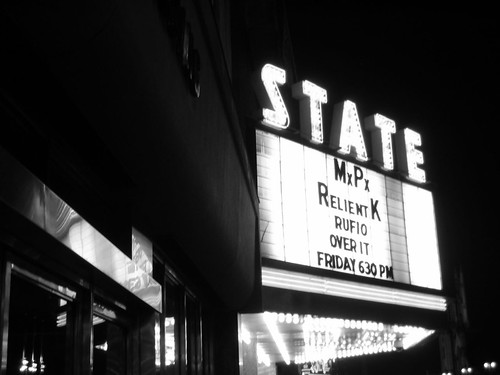 STATE
MxPx
RELIENT K
RUFIO
OVER IT
FRIDAY 630 PM